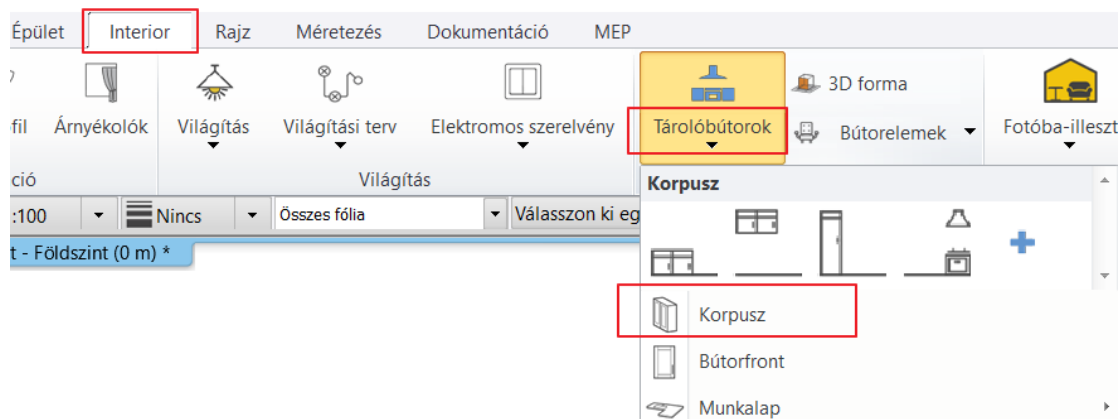 Épület Interior Rajz Méretezés Dokumentáció MEP
3D forma
fil Árnyékolók Világítás Világítási terv Elektromos szerelvény Tárolóbútorok Bútorelemek Fotóba-illeszt
ció Világítás
Korpusz
:100 Nincs Összes fólia Válasszon ki eg
t - Földszint (0 m) *
Korpusz
Bútorfront
Munkalap